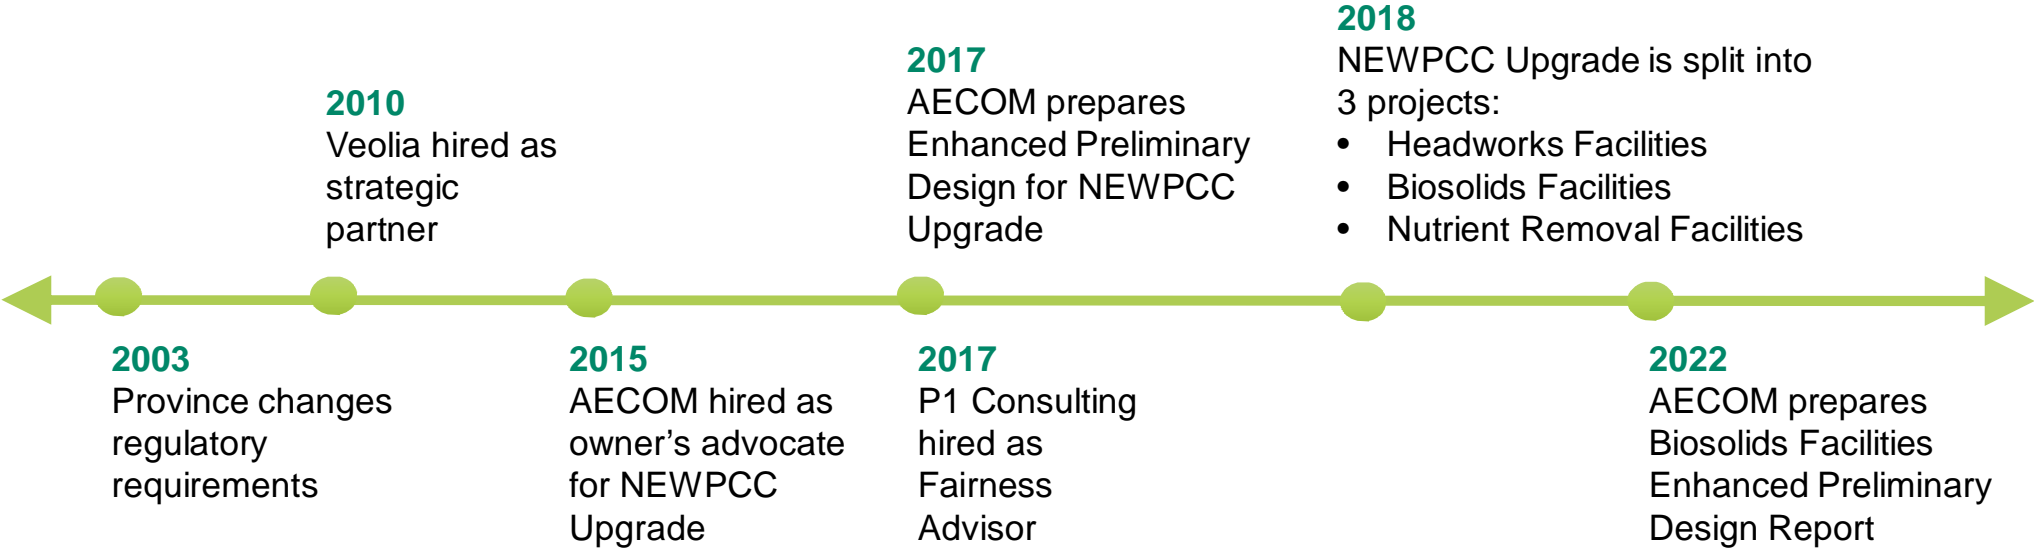 2003
Province changes
regulatory
requirements
2010
Veolia hired as
strategic
partner
2015
AECOM hired as
owner’s advocate
for NEWPCC
Upgrade
2017
AECOM prepares
Enhanced Preliminary
Design for NEWPCC
Upgrade
2017
P1 Consulting
hired as
Fairness
Advisor
2018
NEWPCC Upgrade is split into
3 projects:
• Headworks Facilities
• Biosolids Facilities
• Nutrient Removal Facilities
2022
AECOM prepares
Biosolids Facilities
Enhanced Preliminary
Design Report